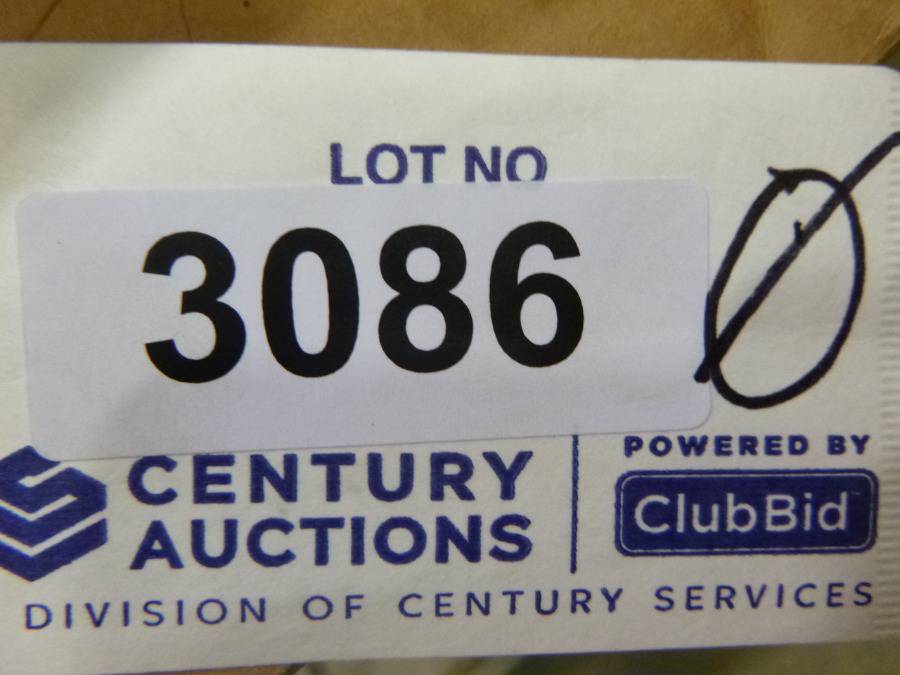 LOT NO
3086 Ø
CENTURY
AUCTIONS
POWERED BY
ClubBid
DIVISION OF CENTURY SERVICES